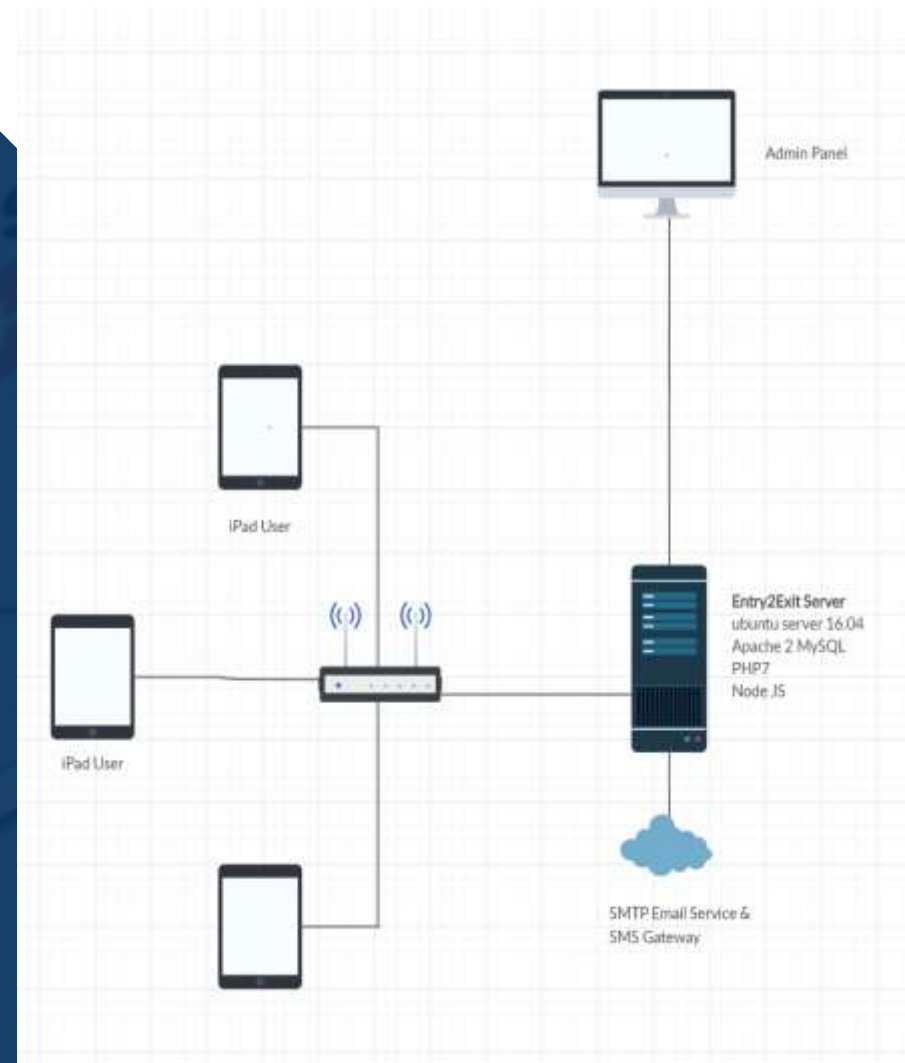 Admin Panel
iPad User
Entry2Exit Server
ubuntu server 16.04
Apache 2 MySQL
PHP7
Node JS
iPad User
SMTP Email Service &
SMS Gateway